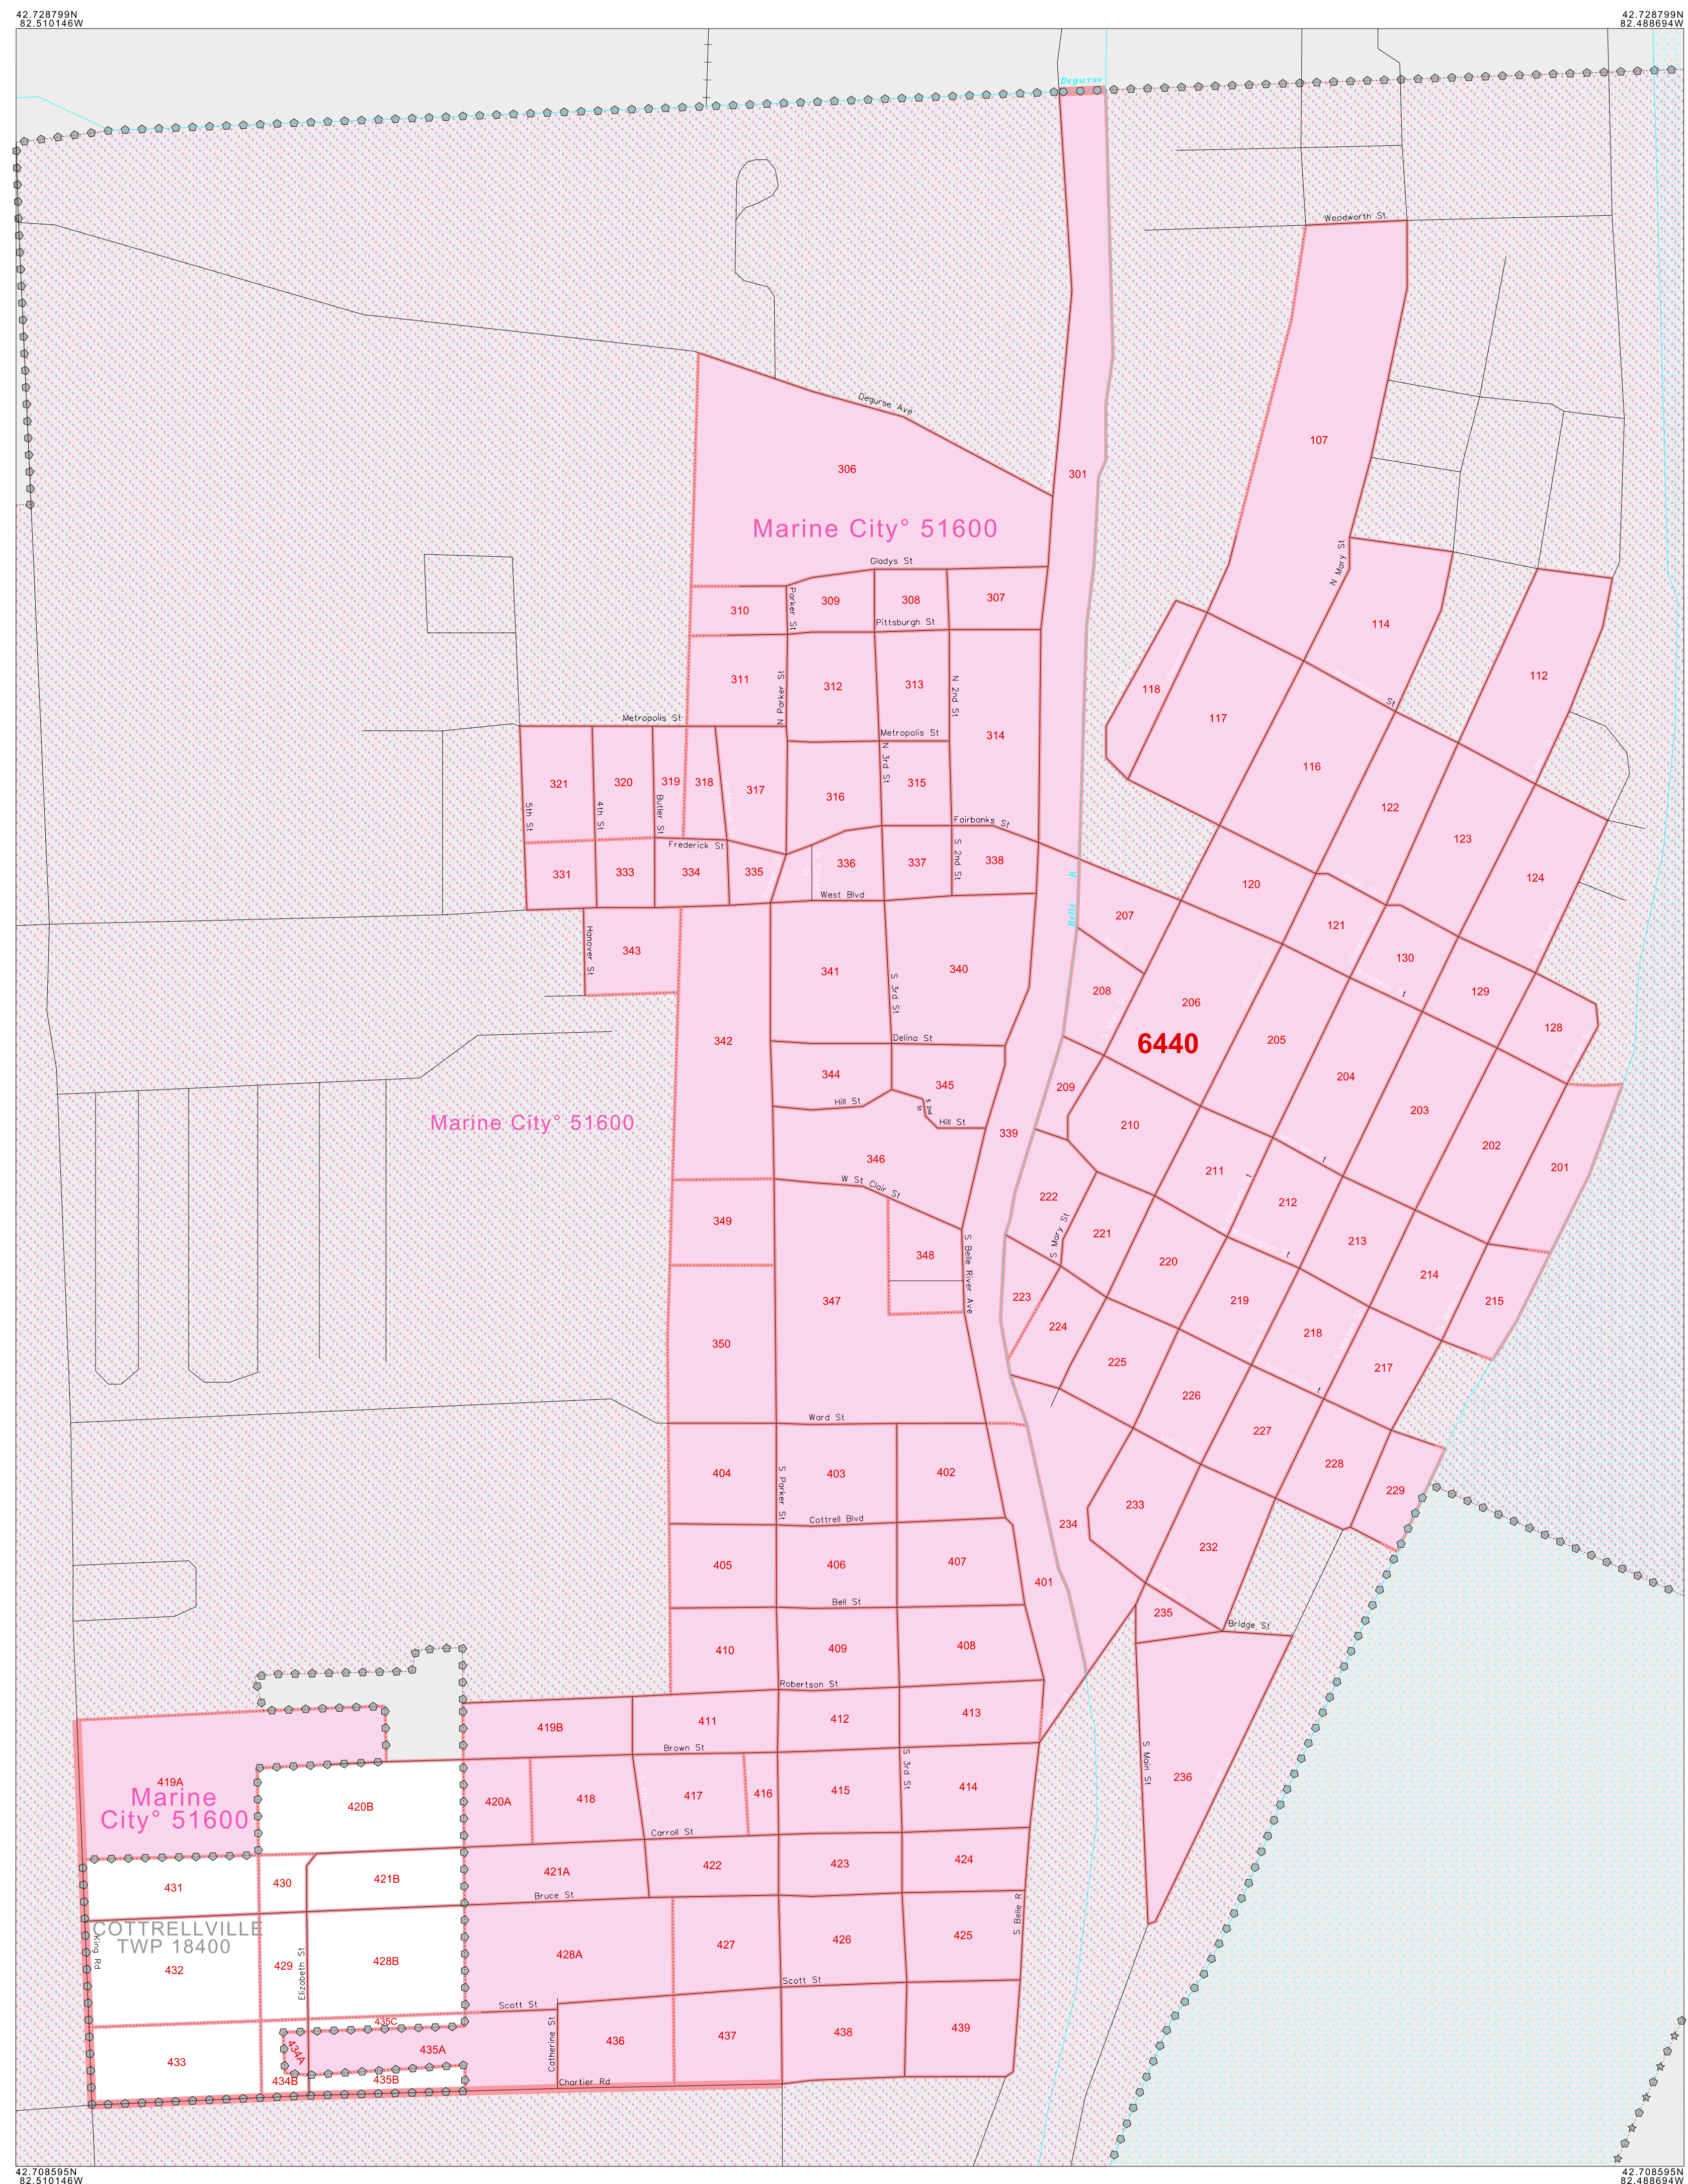 42.728799N
82.510146W
42.728799N
82.488694W
Degurse
Woodworth St
Degurse Ave
107
306
301
Marine City° 51600
Gladys St
N Mary St
310
Parker St
309
308
307
Pittsburgh St
114
311
N Parker St
312
313
N 2nd St
118
112
St
Metropolis St
Metropolis St
314
117
116
321
320
319
318
317
316
N 3rd St
315
122
5th St
4th St
Butler St
Fairbanks St
123
Frederick St
S 2nd St
331
333
334
335
336
337
338
124
West Blvd
Belle R
120
207
121
Hanover St
343
341
340
130
S 3rd St
208
206
129
t
128
342
Delina St
6440
205
344
345
S 2nd St
204
209
Hill St
Hill St
203
Marine City° 51600
339
210
346
202
t
201
W St Clair St
211
t
349
222
212
S Mary St
348
S Belle River Ave
221
213
220
t
214
347
223
219
215
350
224
218
225
217
226
t
Ward St
227
404
S Parker St
403
402
228
229
Cottrell Blvd
234
233
405
406
407
232
401
Bell St
235
Bridge St
410
409
408
Robertson St
419B
411
412
413
Brown St
S 3rd St
S Main St
236
419A
Marine
City° 51600
420B
420A
418
417
416
415
414
Carroll St
431
430
421B
421A
422
423
424
Bruce St
COTTRELLVILLE
TWP 18400
King Rd
432
429
Elizabeth St
428B
428A
427
426
425
S Belle R
Scott St
Scott St
435C
433
434A
435A
Catherine St
436
437
438
439
434B
435B
Chartier Rd
42.708595N
82.510146W
42.708595N
82.488694W